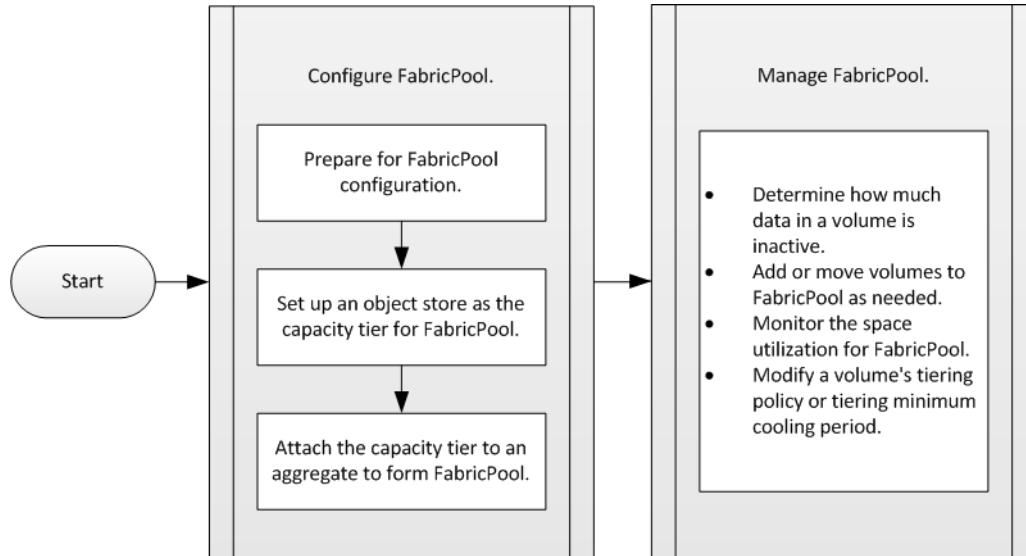 Start
Configure FabricPool.
Prepare for FabricPool
configuration.
Set up an object store as the
capacity tier for FabricPool.
Attach the capacity tier to an
aggregate to form FabricPool.
Manage FabricPool.
• Determine how much
data in a volume is
inactive.
• Add or move volumes to
FabricPool as needed.
• Monitor the space
utilization for FabricPool.
• Modify a volume's tiering
policy or tiering minimum
cooling period.